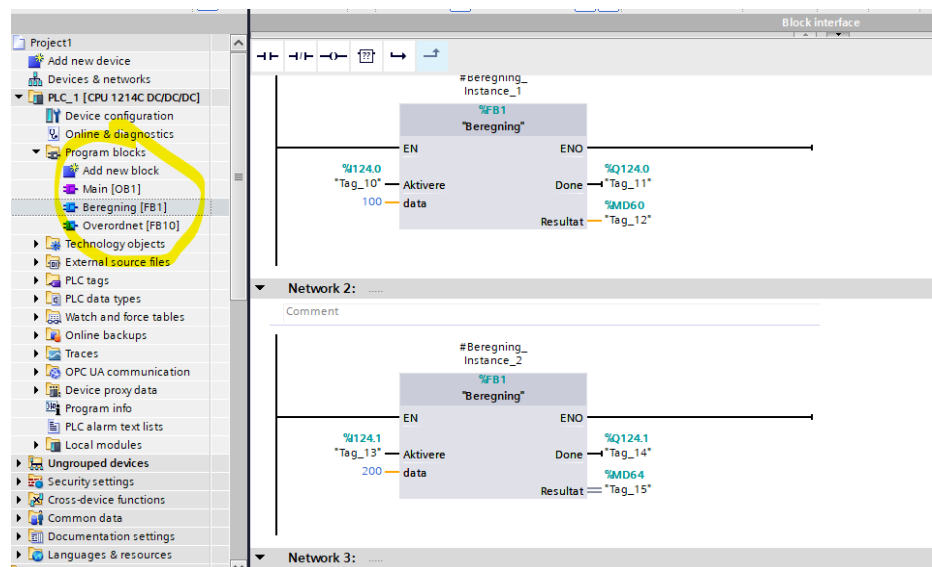 Block interface
Project1
Add new device
Devices & networks
PLC_1 [CPU 1214C DC/DC/DC]
Device configuration
Online & diagnostics
Program blocks
Add new block
Main [OB1]
Beregning [FB1]
Overordnet [FB10]
Technology objects
External source files
PLC tags
PLC data types
Watch and force tables
Online backups
Traces
OPC UA communication
Device proxy data
Program info
PLC alarm text lists
Local modules
Ungrouped devices
Security settings
Cross-device functions
Common data
Documentation settings
Languages & resources
??
#Beregning_
Instance_1
%FB1
"Beregning"
EN ENO
%I124.0 %Q124.0
"Tag_10" Aktivere Done "Tag_11"
100 data %MD60
Resultat "Tag_12"
Network 2: .....
Comment
#Beregning_
Instance_2
%FB1
"Beregning"
EN ENO
%I124.1 %Q124.1
"Tag_13" Aktivere Done "Tag_14"
200 data %MD64
Resultat "Tag_15"
Network 3: .....